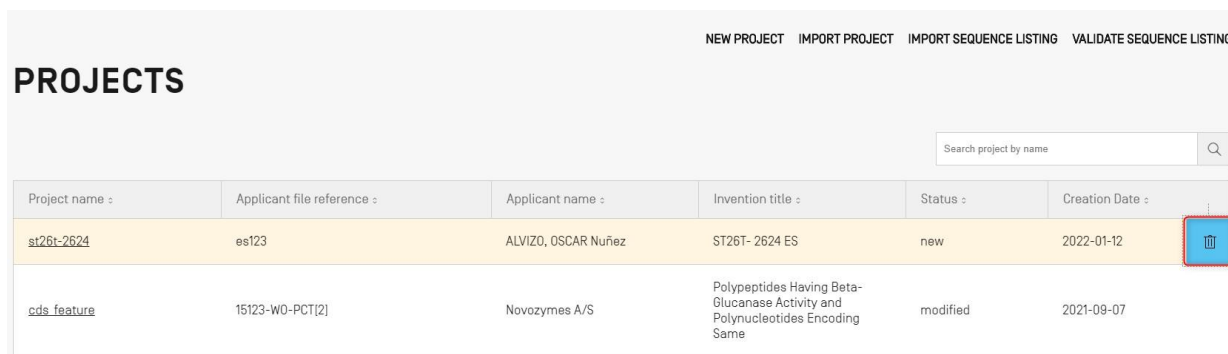 NEW PROJECT IMPORT PROJECT IMPORT SEQUENCE LISTING VALIDATE SEQUENCE LISTING
PROJECTS
Search project by name
Project name Applicant file reference Applicant name Invention title Status Creation Date
st26t-2624 es123 ALVIZO, OSCAR Nuñez ST26T- 2624 ES new 2022-01-12
Polypeptides Having Beta-
Glucanase Activity and
cds_feature 15123-WO-PCT[2] Novozymes A/S Polynucleotides Encoding modified 2021-09-07
Same